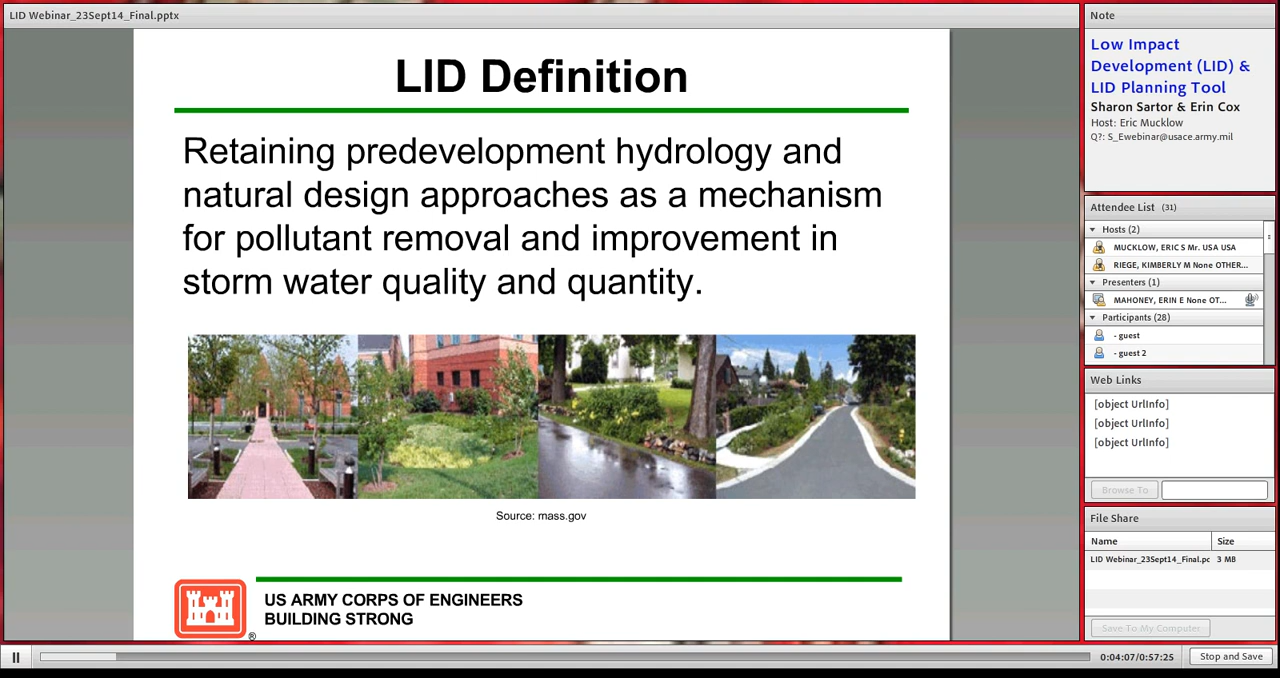 LID Webinar_23Sept14_Final.pptx
LID Definition
Retaining predevelopment hydrology and
natural design approaches as a mechanism
for pollutant removal and improvement in
storm water quality and quantity.
Source: mass.gov
US ARMY CORPS OF ENGINEERS
BUILDING STRONG
®
Note
Low Impact
Development (LID) &
LID Planning Tool
Sharon Sartor & Erin Cox
Host: Eric Mucklow
Q?: S_Ewebinar@usace.army.mil
Attendee List (31)
Hosts (2)
MUCKLOW, ERIC S Mr. USA USA
RIEGE, KIMBERLY M None OTHER...
Presenters (1)
MAHONEY, ERIN E None OT...
Participants (28)
- guest
- guest 2
Web Links
[object UrlInfo]
[object UrlInfo]
[object UrlInfo]
Browse To
File Share
Name Size
LID Webinar_23Sept14_Final.pc 3 MB
Save To My Computer
0:04:07/0:57:25 Stop and Save